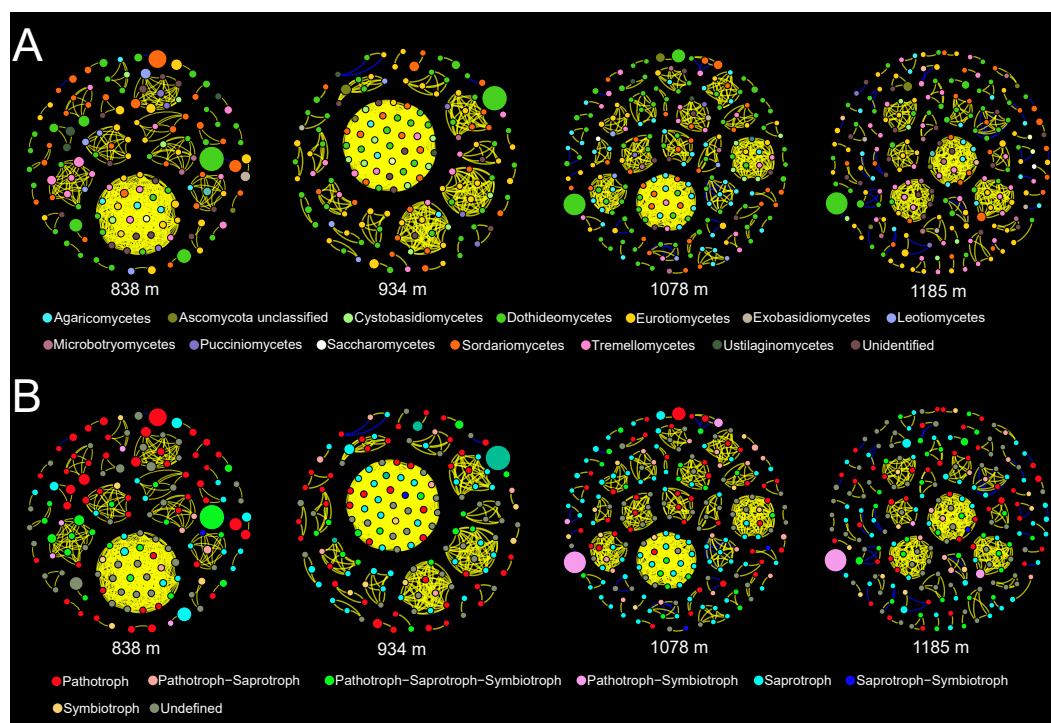 A
838 m 934 m 1078 m 1185 m
Agaricomycetes Ascomycota unclassified Cystobasidiomycetes Dothideomycetes Eurotiomycetes Exobasidiomycetes Leotiomycetes
Microbotryomycetes Pucciniomycetes Saccharomycetes Sordariomycetes Tremellomycetes Ustilaginomycetes Unidentified
B
838 m 934 m 1078 m 1185 m
Pathotroph Pathotroph−Saprotroph Pathotroph−Saprotroph−Symbiotroph Pathotroph−Symbiotroph Saprotroph Saprotroph−Symbiotroph
Symbiotroph Undefined